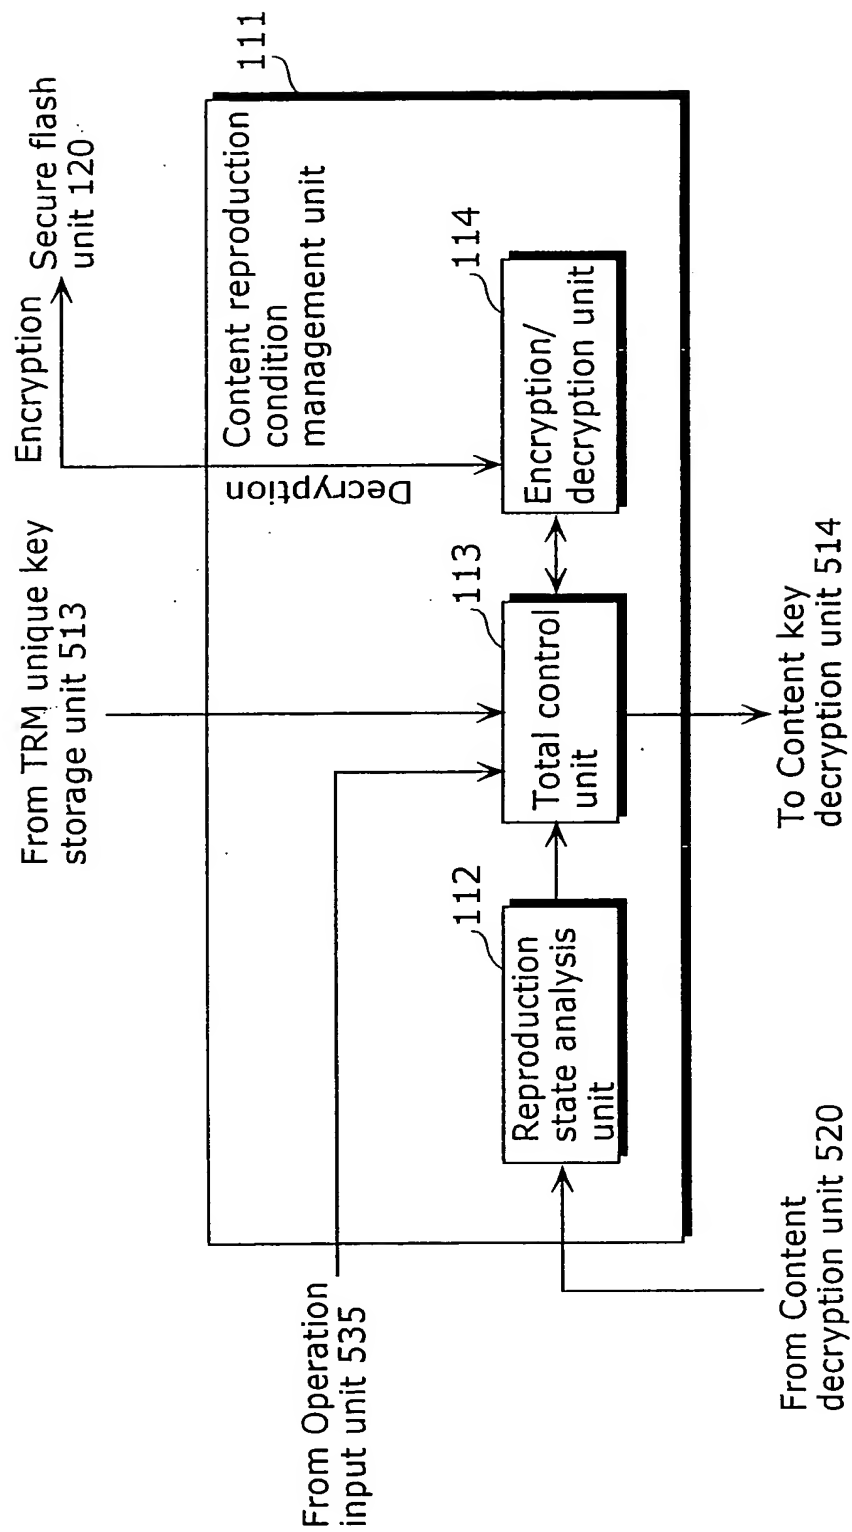 From TRM unique key
storage unit 513
Encryption
Secure flash
unit 120
111
Content reproduction
condition
management unit
Decryption
From Operation
input unit 535
112
Reproduction
state analysis
unit
113
Total control
unit
114
Encryption/
decryption unit
From Content
decryption unit 520
To Content key
decryption unit 514